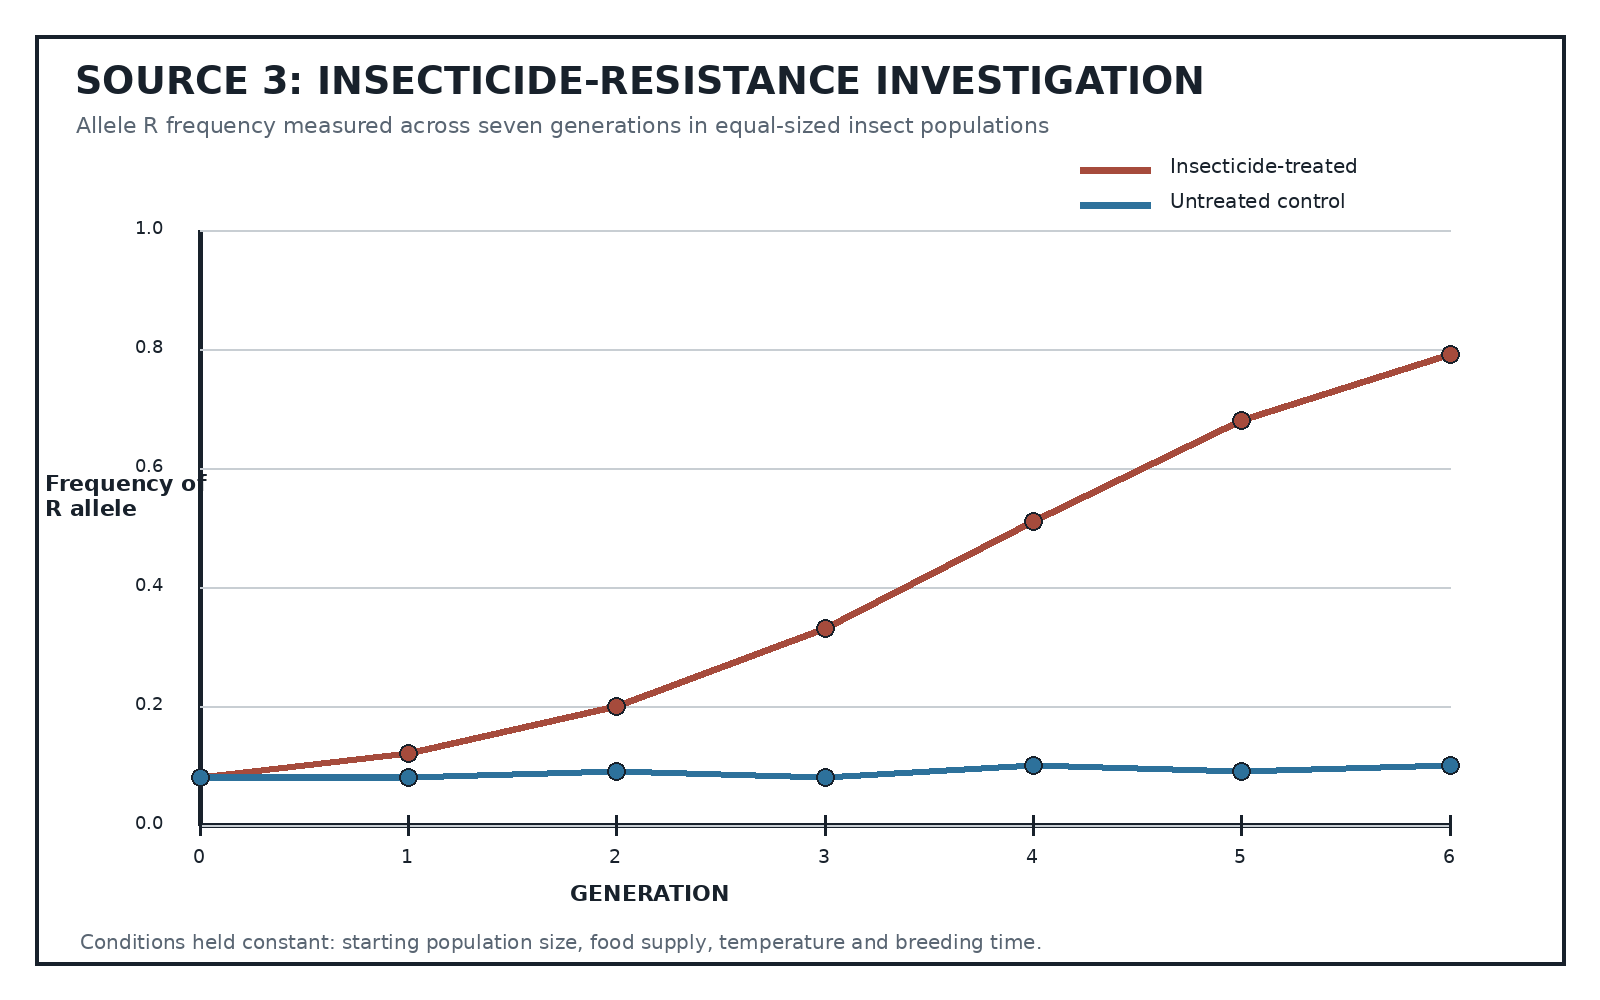 SOURCE 3: INSECTICIDE-RESISTANCE INVESTIGATION
Allele R frequency measured across seven generations in equal-sized insect populations
Insecticide-treated
Untreated control
1.0
0.8
0.6
Frequency of
R allele
0.4
0.2
0.0
0 1 2 3 4 5 6
GENERATION
Conditions held constant: starting population size, food supply, temperature and breeding time.